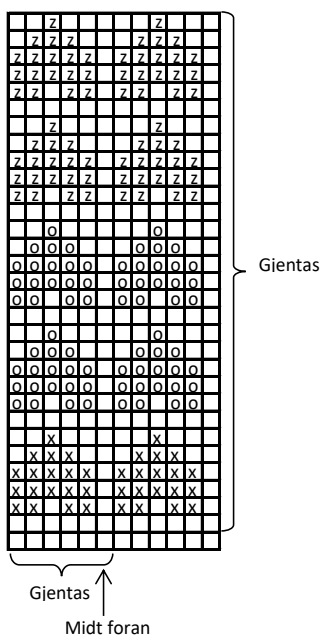 z z
z z z z z z
z z z z z z z z z z
z z z z z z z z z z
z z z z z z z z
z z
z z z z z z
z z z z z z z z z z
z z z z z z z z z z
z z z z z z z z
o o
o o o o o o
o o o o o o o o o o
Gjentas
o o o o o o o o o o
o o o o o o o o
o o
o o o o o o
o o o o o o o o o o
o o o o o o o o o o
o o o o o o o o
x x
x x x x x x
x x x x x x x x x x
x x x x x x x x x x
x x x x x x x x
Gjentas
Midt foran